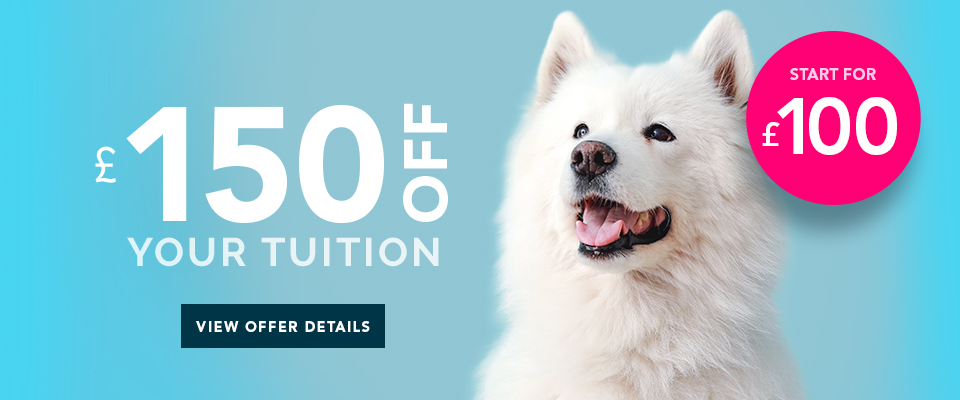 £150 OFF
YOUR TUITION
VIEW OFFER DETAILS
START FOR
£100